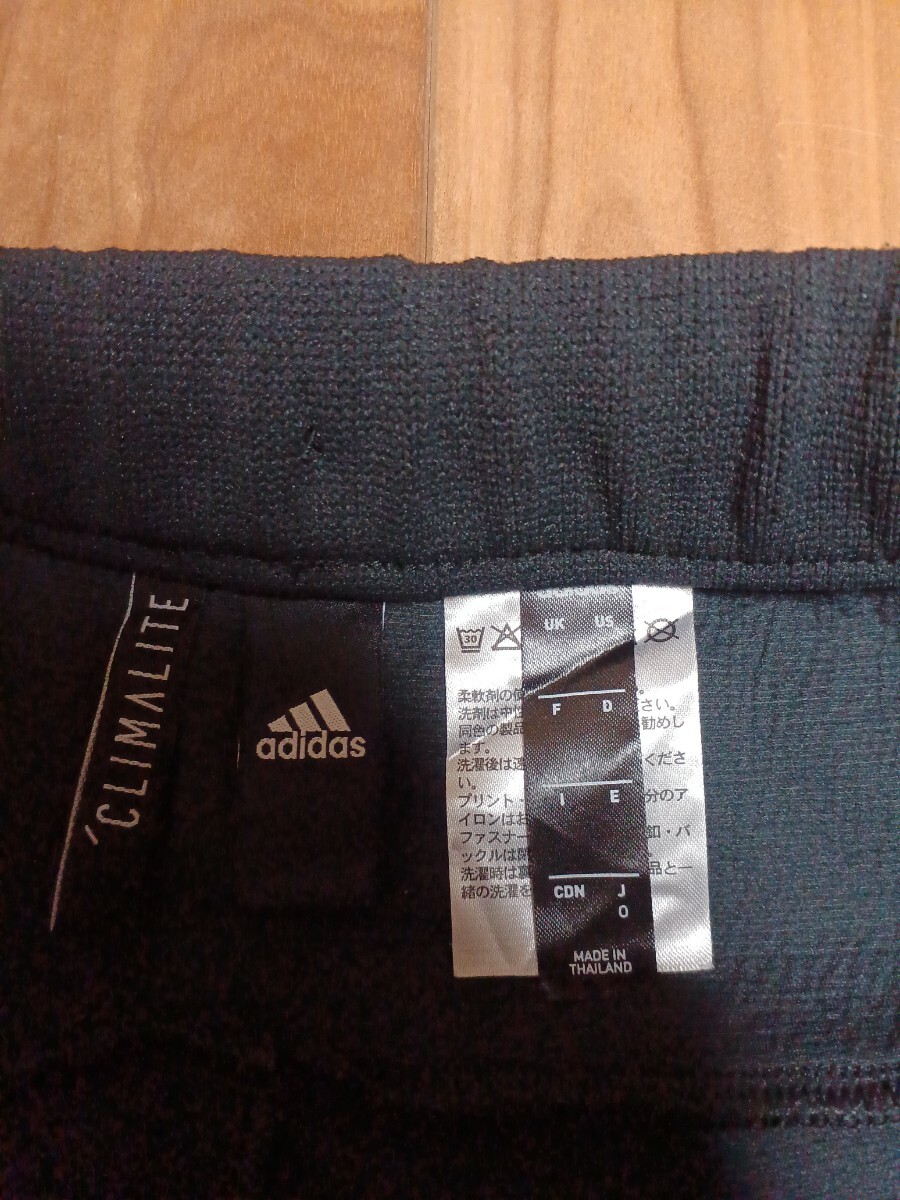 ´CLIMALITE
adidas
30
柔軟剤の
。
洗剤は中
さい。
同色の製品
勧めし
ます。
洗濯後は
くださ
い。
プリント・
分のア
イロンはお
ファスナー
釦・バ
ックルは
洗濯時は
品と一
緒の洗濯を
UK US
F D
I E
CDN J
O
MADE IN
THAILAND